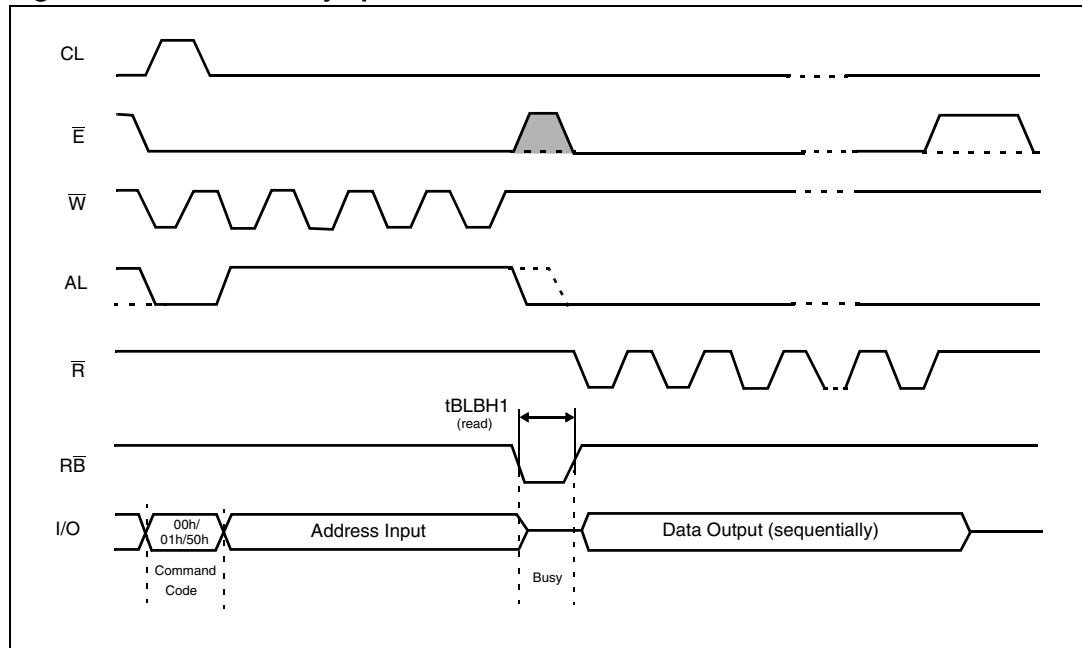 CL
E̅
W̅
AL
R̅
tBLBH1
(read)
RB̅
I/O
00h/
01h/50h
Address Input
Data Output (sequentially)
Command
Code
Busy